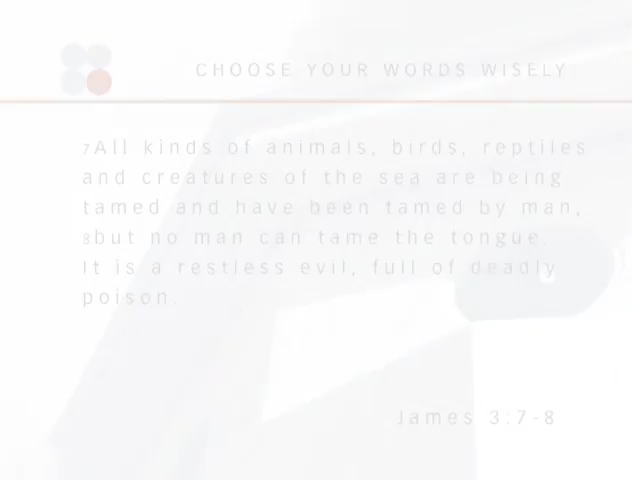 CHOOSE YOUR WORDS WISELY
7All kinds of animals, birds, reptiles
and creatures of the sea are being
tamed and have been tamed by man,
8but no man can tame the tongue.
It is a restless evil, full of deadly
poison.
James 3:7-8